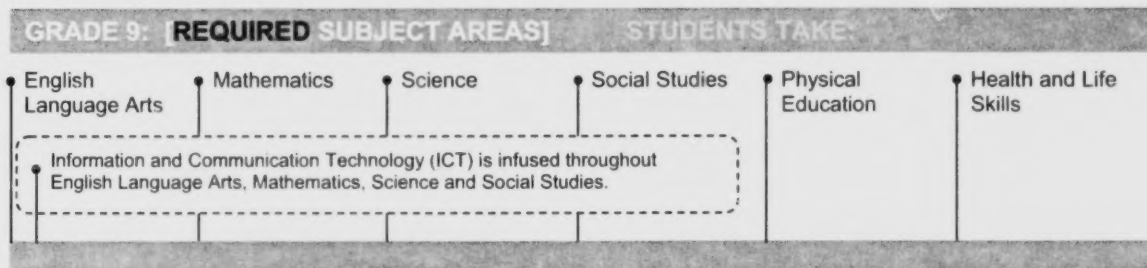 GRADE 9: [REQUIRED SUBJECT AREAS] STUDENTS TAKE:
English
Language Arts
Mathematics
Science
Social Studies
Physical
Education
Health and Life
Skills
Information and Communication Technology (ICT) is infused throughout
English Language Arts, Mathematics, Science and Social Studies.